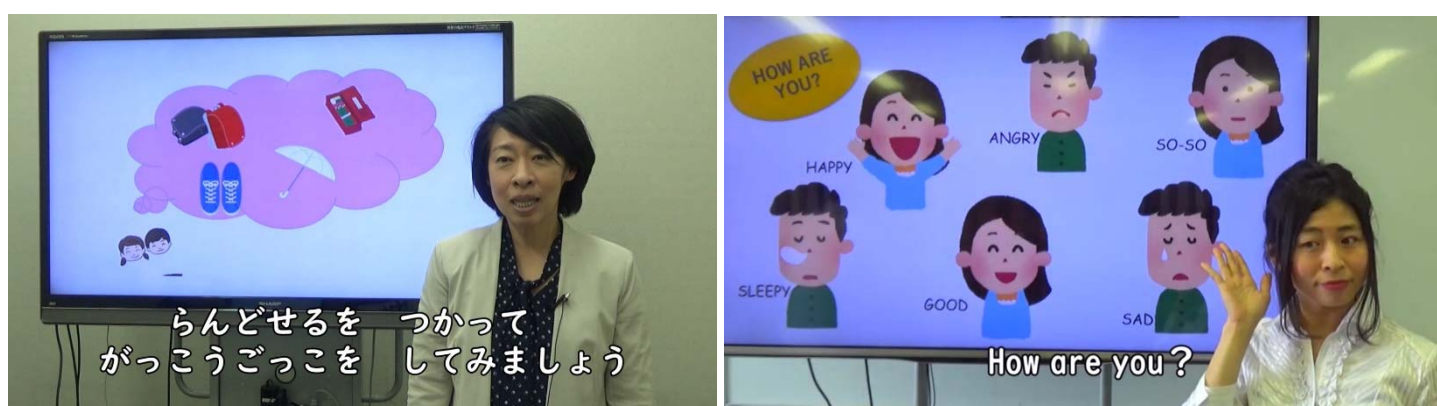 らんどせるを　つかって
がっこうごっこを　してみましょう
HOW ARE
YOU?
HAPPY
ANGRY
SO-SO
SLEEPY
GOOD
SAD
How are you？